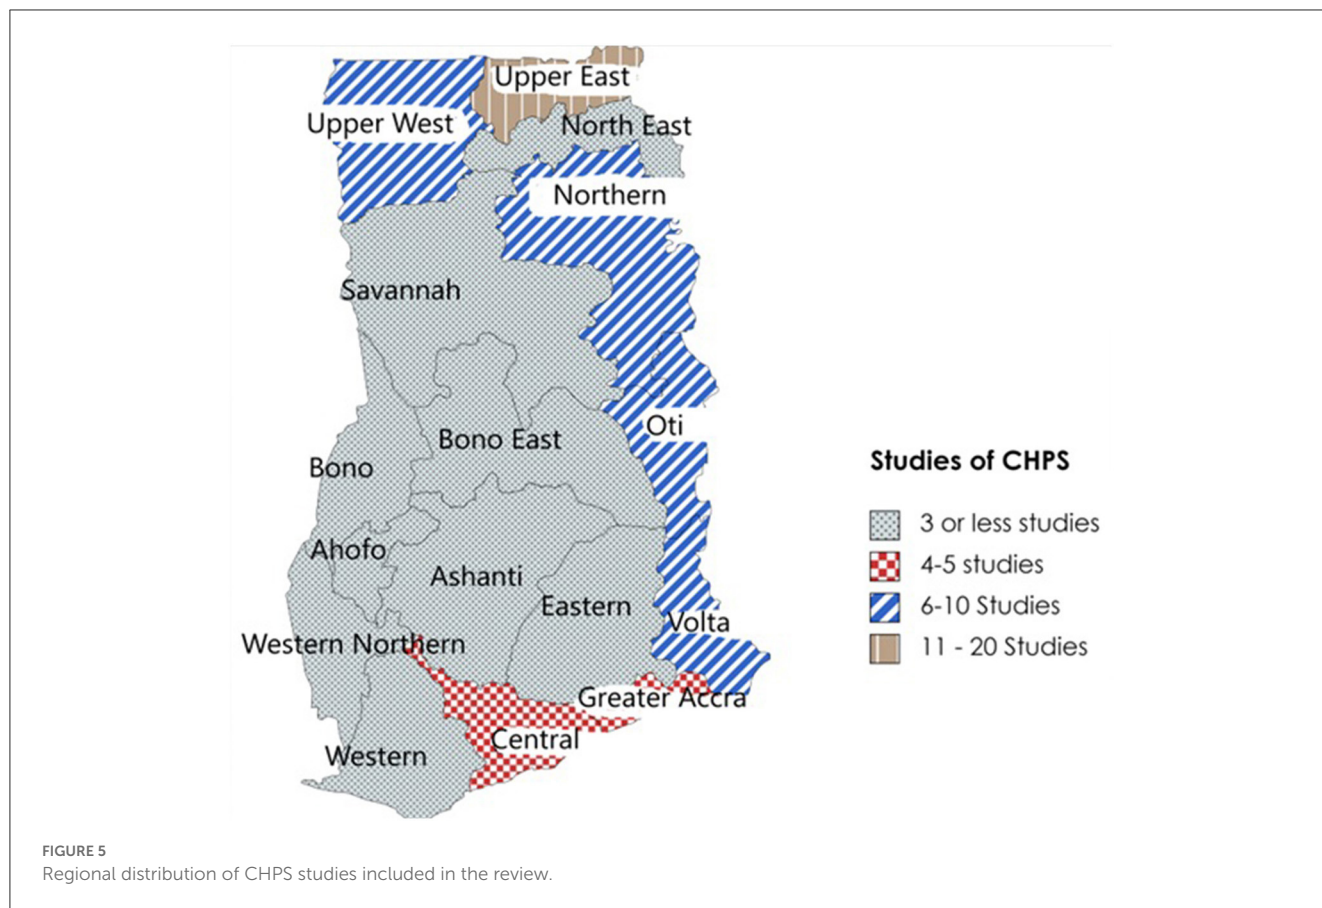 Upper East
Upper West
North East
Northern
Savannah
Oti
Bono East
Bono
Ahofo
Ashanti
Eastern
Volta
Western Northern
Greater Accra
Central
Western
Studies of CHPS
3 or less studies
4-5 studies
6-10 Studies
11 - 20 Studies
FIGURE 5
Regional distribution of CHPS studies included in the review.